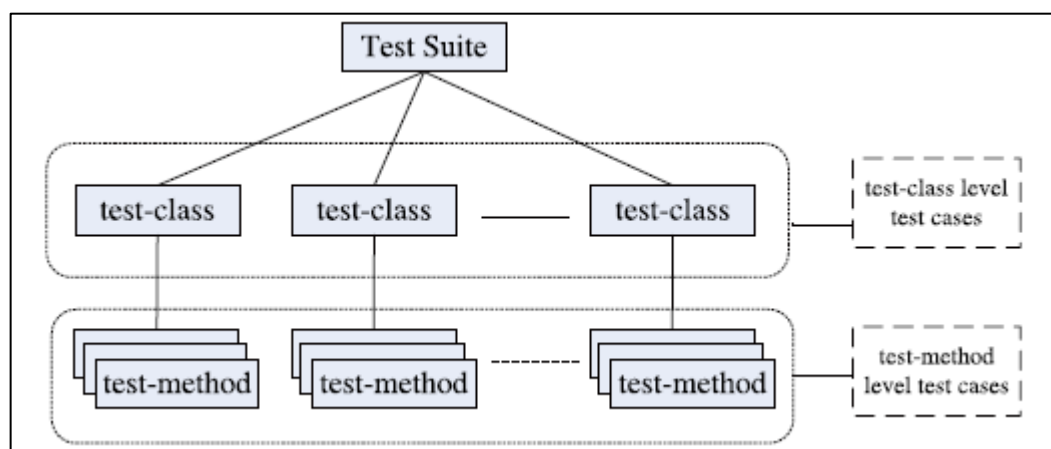 Test Suite
test-class
test-class
test-class
test-class level
test cases
test-method
test-method
test-method
test-method
level test cases